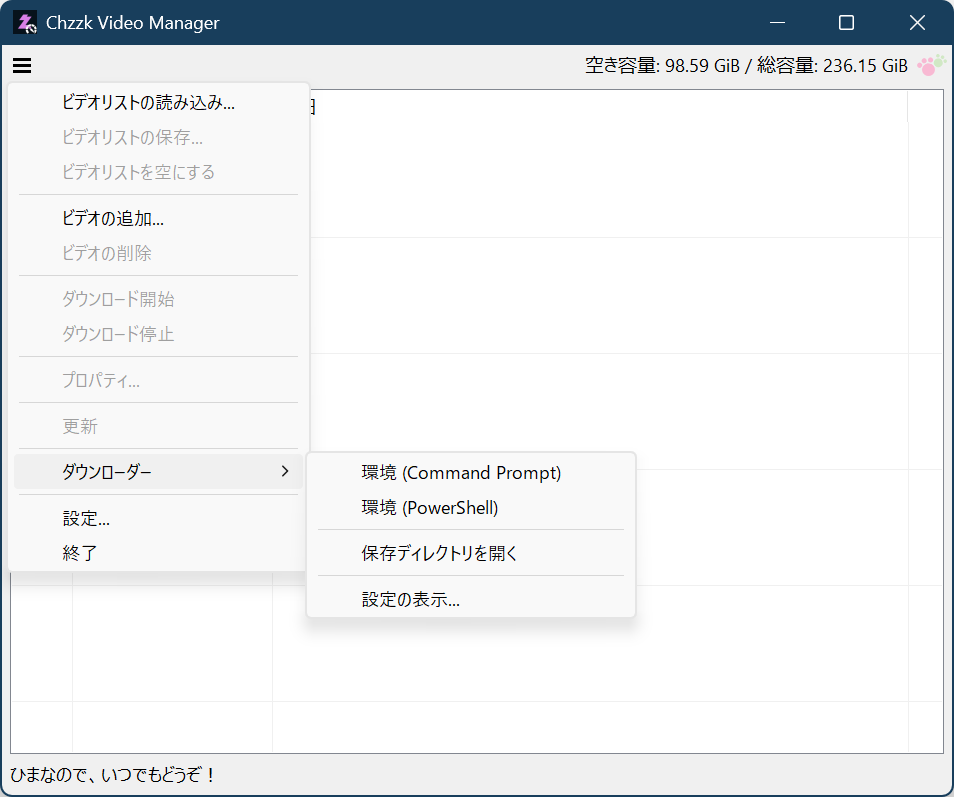 Chzzk Video Manager
空き容量: 98.59 GiB / 総容量: 236.15 GiB
ビデオリストの読み込み...
ビデオリストの保存...
ビデオリストを空にする
ビデオの追加...
ビデオの削除
ダウンロード開始
ダウンロード停止
プロパティ...
更新
ダウンローダー
環境 (Command Prompt)
環境 (PowerShell)
保存ディレクトリを開く
設定の表示...
設定...
終了
ひまなので、いつでもどうぞ！